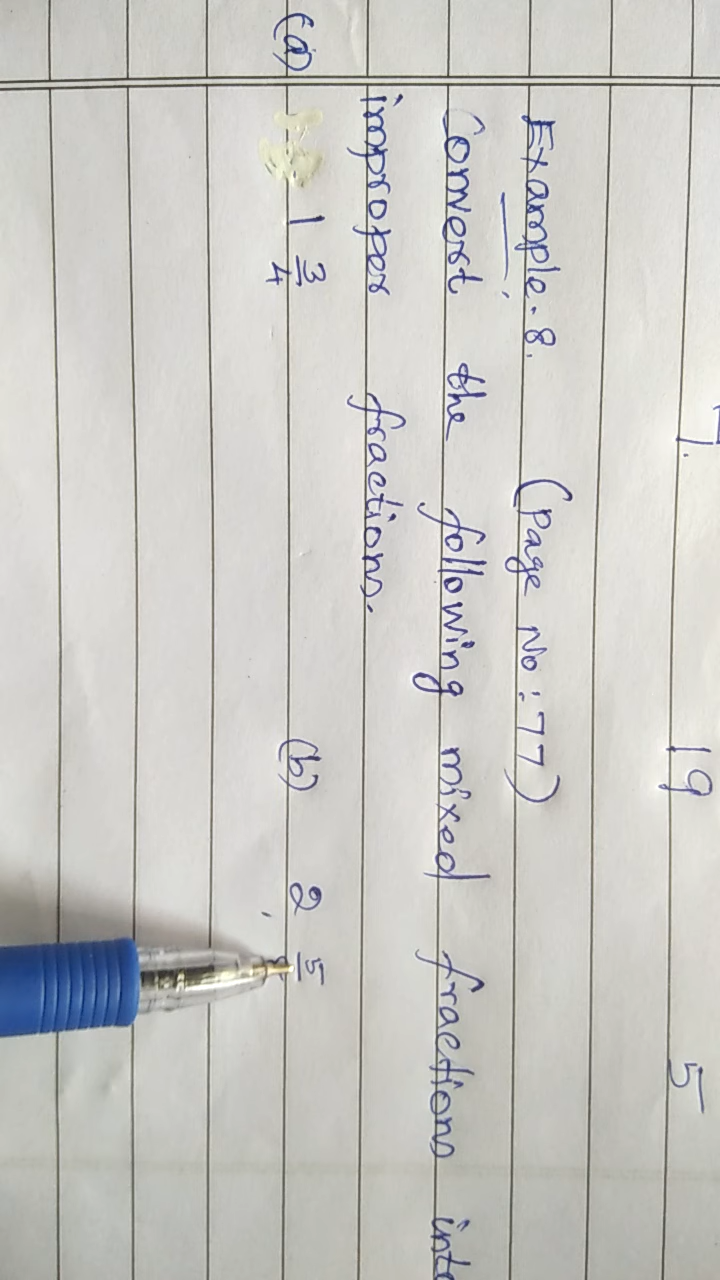 7. 19 5
Example. 8. (Page No: 77)
Convert the following mixed fractions into
improper fractions.
(a) 1 3/4 (b) 2 5/